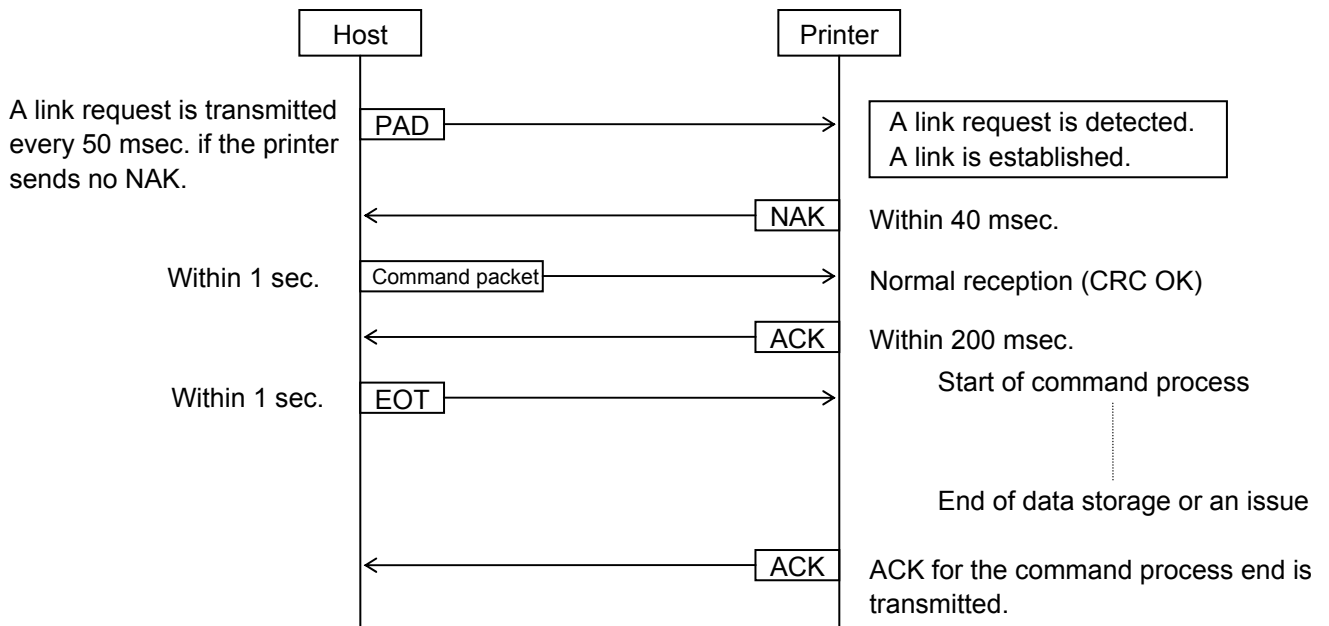 Host
Printer
A link request is transmitted
every 50 msec. if the printer
sends no NAK.
PAD
A link request is detected.
A link is established.
NAK
Within 40 msec.
Within 1 sec.
Command packet
Normal reception (CRC OK)
ACK
Within 200 msec.
Start of command process
Within 1 sec.
EOT
End of data storage or an issue
ACK
ACK for the command process end is
transmitted.